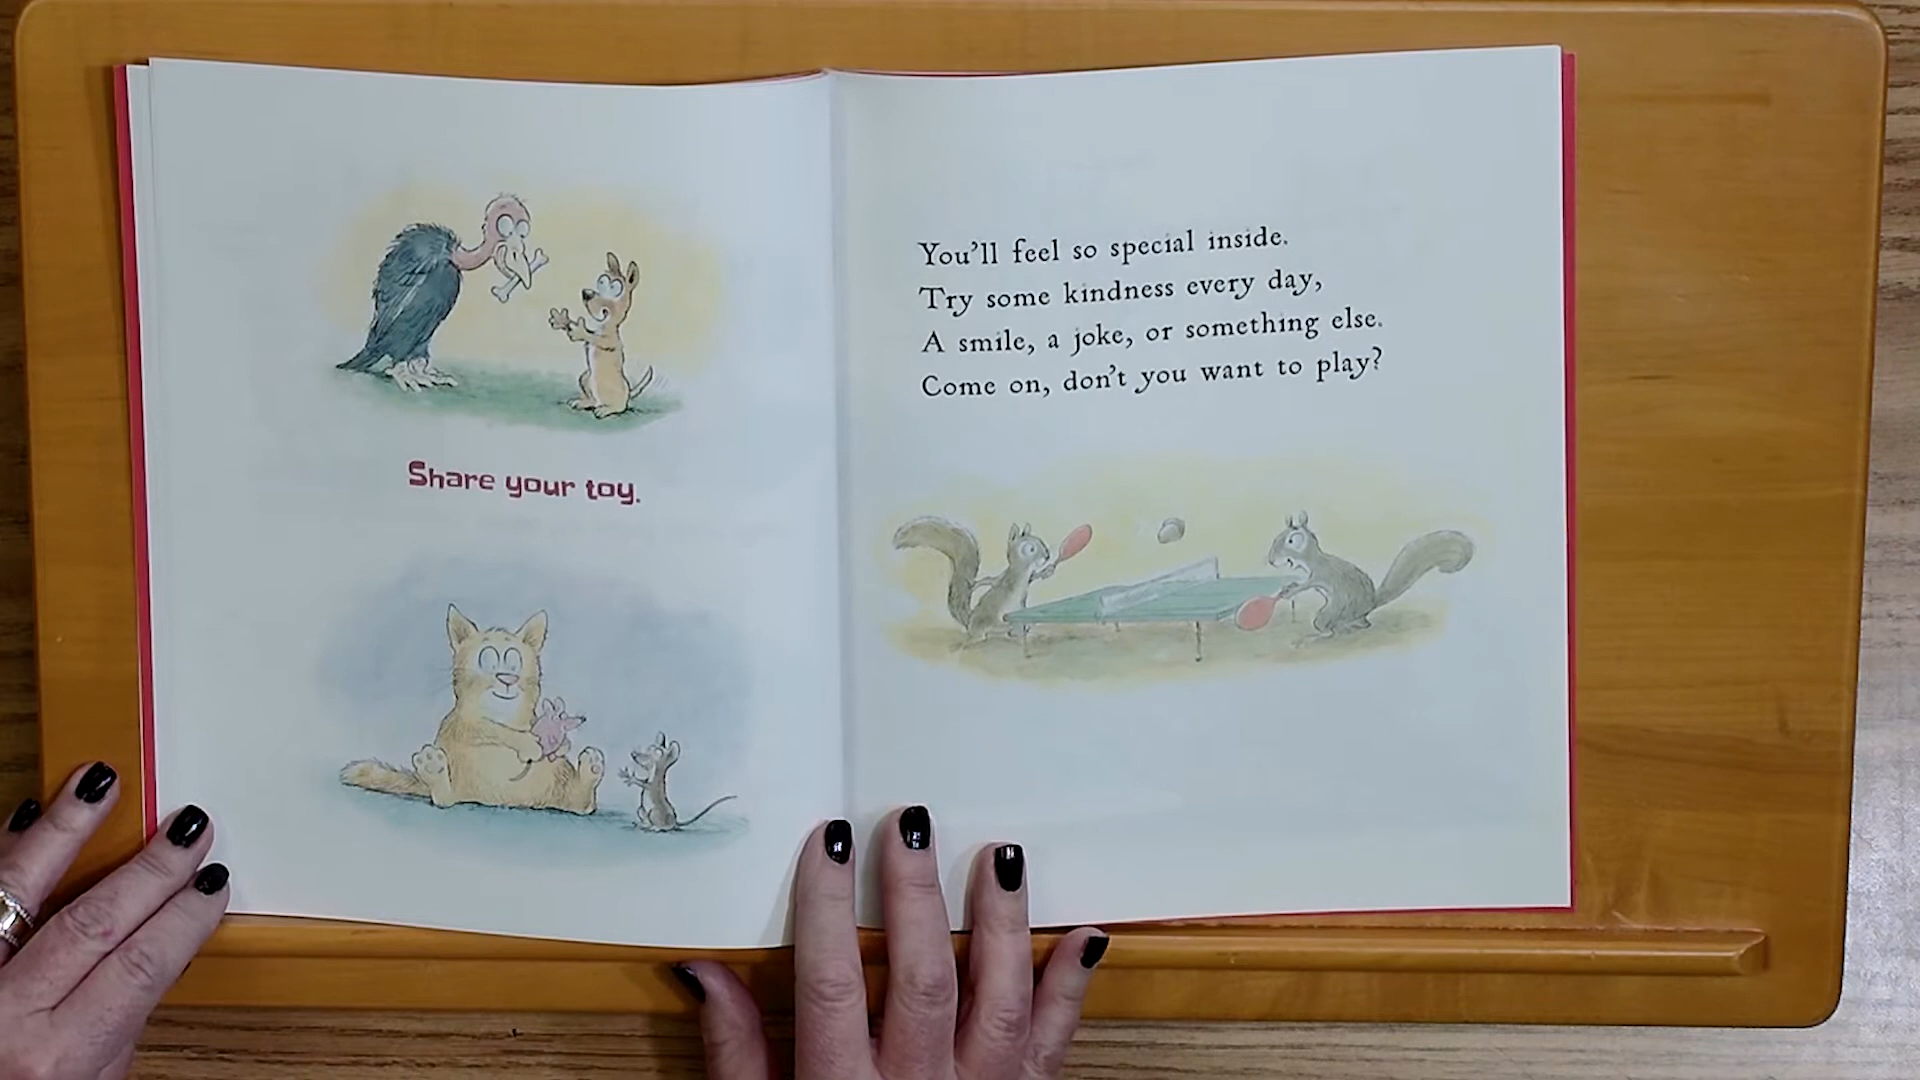 Share your toy.
You'll feel so special inside.
Try some kindness every day,
A smile, a joke, or something else.
Come on, don't you want to play?